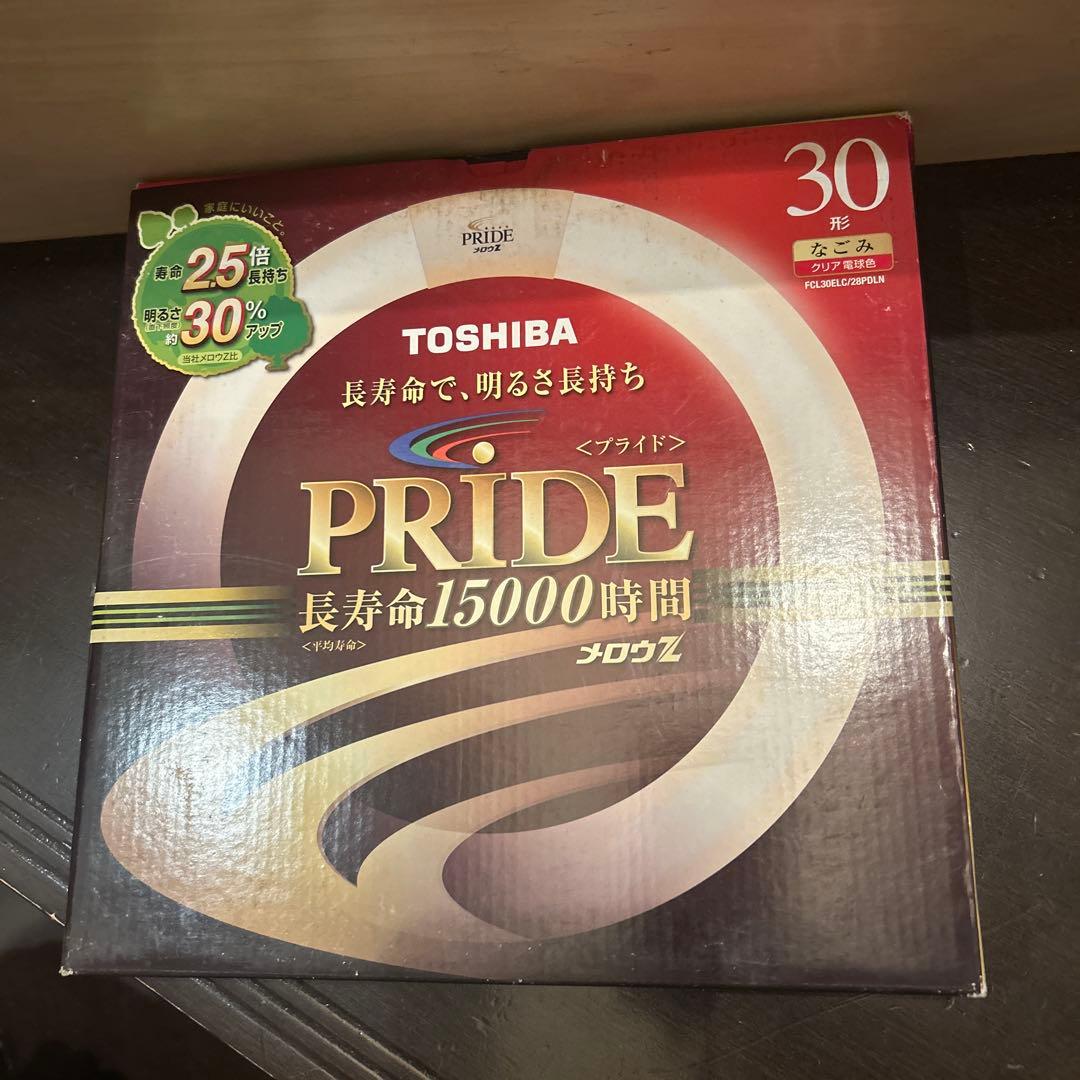 家庭にいいこと。
寿命 2.5倍 長持ち
明るさ (直下照度) 約30%アップ
当社メロウZ比
PRIDE
メロウZ
30
形
なごみ
クリア電球色
FCL30ELC/28PDLN
TOSHIBA
長寿命で、明るさ長持ち
<プライド>
PRIDE
長寿命15000時間
<平均寿命>
メロウZ